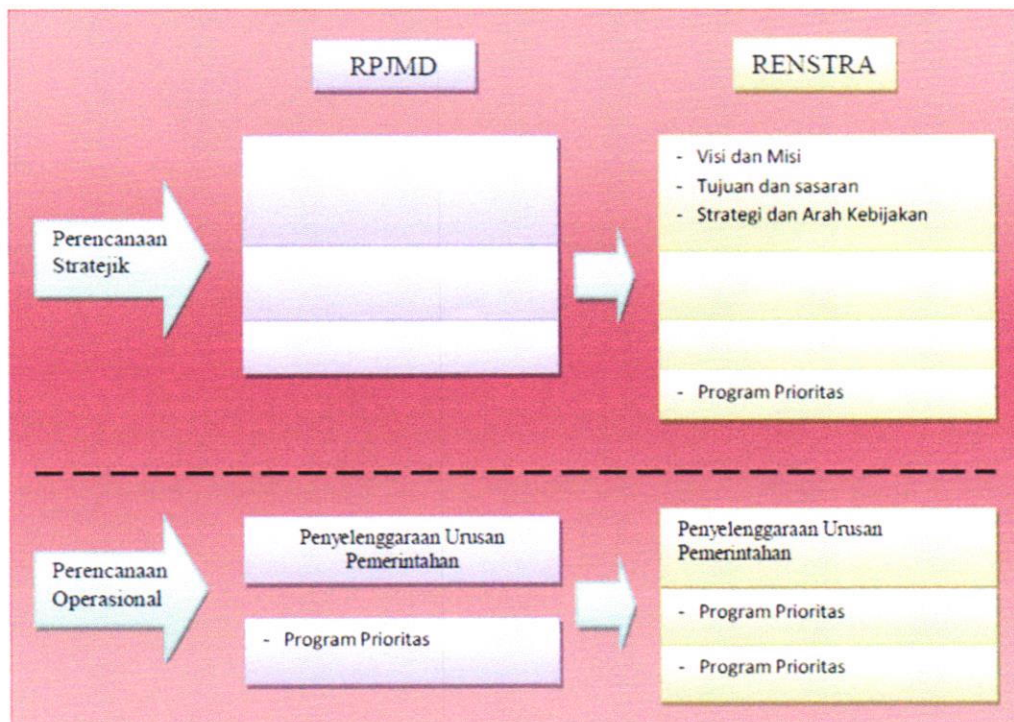 RPJMD
RENSTRA
Perencanaan
Stratejik
- Visi dan Misi
- Tujuan dan sasaran
- Strategi dan Arah Kebijakan
- Program Prioritas
Perencanaan
Operasional
Penyelenggaraan Urusan
Pemerintahan
- Program Prioritas
Penyelenggaraan Urusan
Pemerintahan
- Program Prioritas
- Program Prioritas